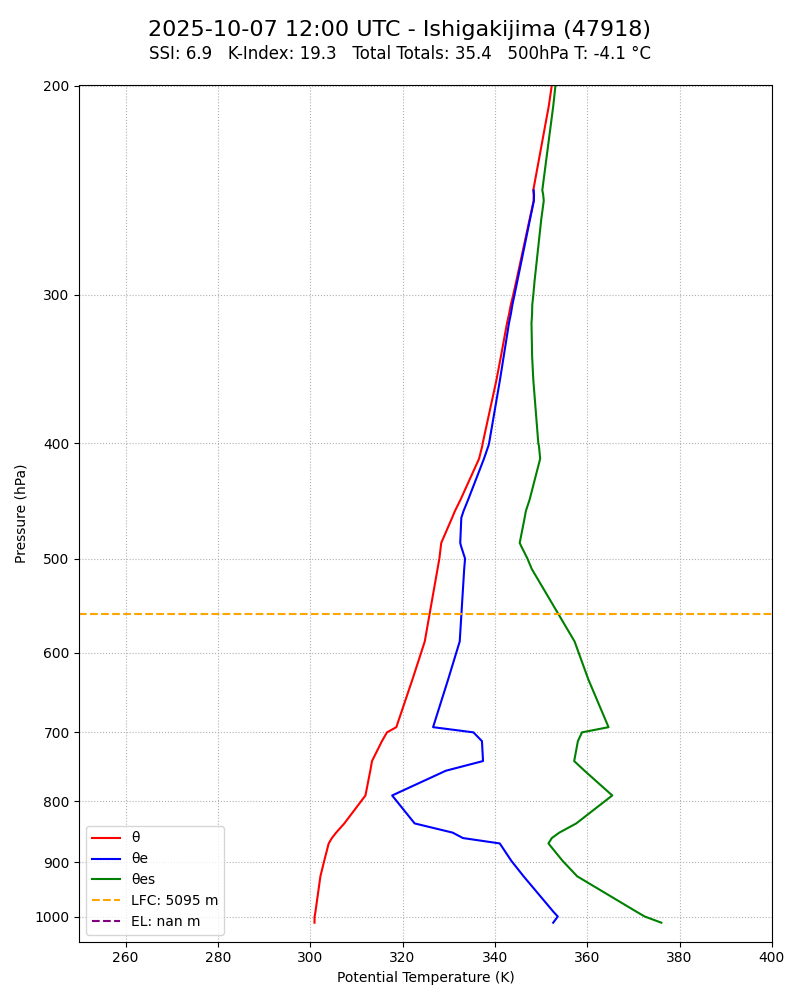 2025-10-07 12:00 UTC - Ishigakijima (47918)
SSI: 6.9   K-Index: 19.3   Total Totals: 35.4   500hPa T: -4.1 °C
200
300
400
500
600
700
800
900
1000
Pressure (hPa)
θ
θe
θes
LFC: 5095 m
EL: nan m
260 280 300 320 340 360 380 400
Potential Temperature (K)